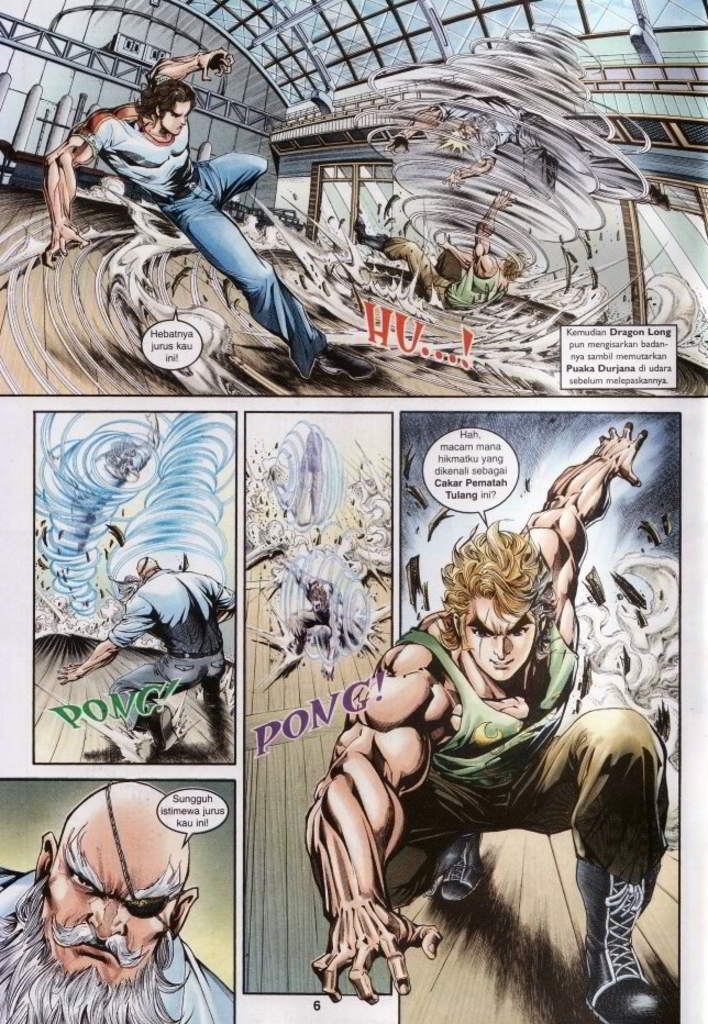 Hebatnya
jurus kau
ini!
HU...!
Kemudian Dragon Long
pun mengisarkan badan-
nya sambil memutarkan
Puaka Durjana di udara
sebelum melepaskannya.
PONG!
PONG!
Hah,
macam mana
hikmatku yang
dikenali sebagai
Cakar Pematah
Tulang ini?
Sungguh
istimewa jurus
kau ini!
6